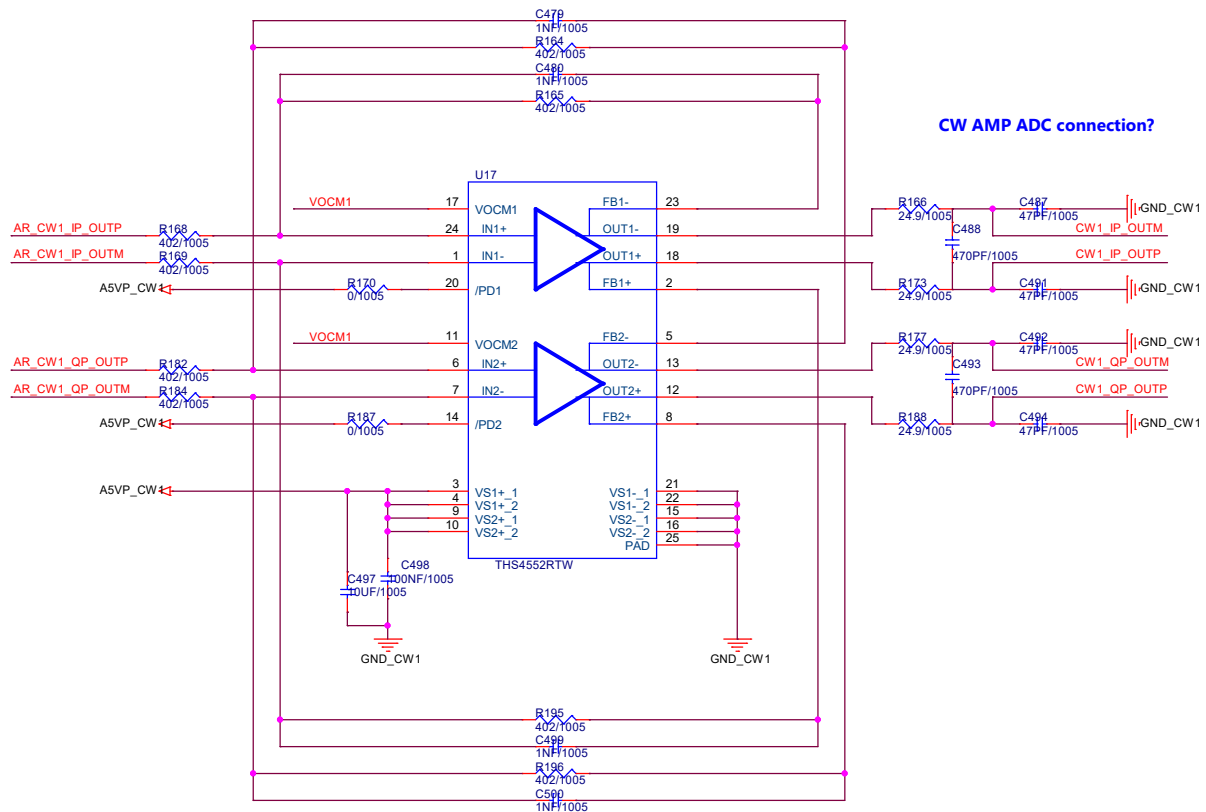 C479
1NF/1005
R164
402/1005
C480
1NF/1005
R165
402/1005
CW AMP ADC connection?
U17
VOCM1
17
VOCM1
FB1-
23
R166
24.9/1005
C487
47PF/1005
GND_CW1
AR_CW1_IP_OUTP
R168
402/1005
24
IN1+
OUT1-
19
C488
470PF/1005
CW1_IP_OUTM
AR_CW1_IP_OUTM
R169
402/1005
1
IN1-
OUT1+
18
CW1_IP_OUTP
A5VP_CW1
R170
0/1005
20
/PD1
FB1+
2
R173
24.9/1005
C491
47PF/1005
GND_CW1
VOCM1
11
VOCM2
FB2-
5
R177
24.9/1005
C492
47PF/1005
GND_CW1
AR_CW1_QP_OUTP
R182
402/1005
6
IN2+
OUT2-
13
C493
470PF/1005
CW1_QP_OUTM
AR_CW1_QP_OUTM
R184
402/1005
7
IN2-
OUT2+
12
CW1_QP_OUTP
A5VP_CW1
R187
0/1005
14
/PD2
FB2+
8
R188
24.9/1005
C494
47PF/1005
GND_CW1
A5VP_CW1
3
VS1+_1
VS1-_1
21
4
VS1+_2
VS1-_2
22
9
VS2+_1
VS2-_1
15
10
VS2+_2
VS2-_2
16
PAD
25
THS4552RTW
C498
100NF/1005
C497
10UF/1005
GND_CW1
GND_CW1
R195
402/1005
C499
1NF/1005
R196
402/1005
C500
1NF/1005